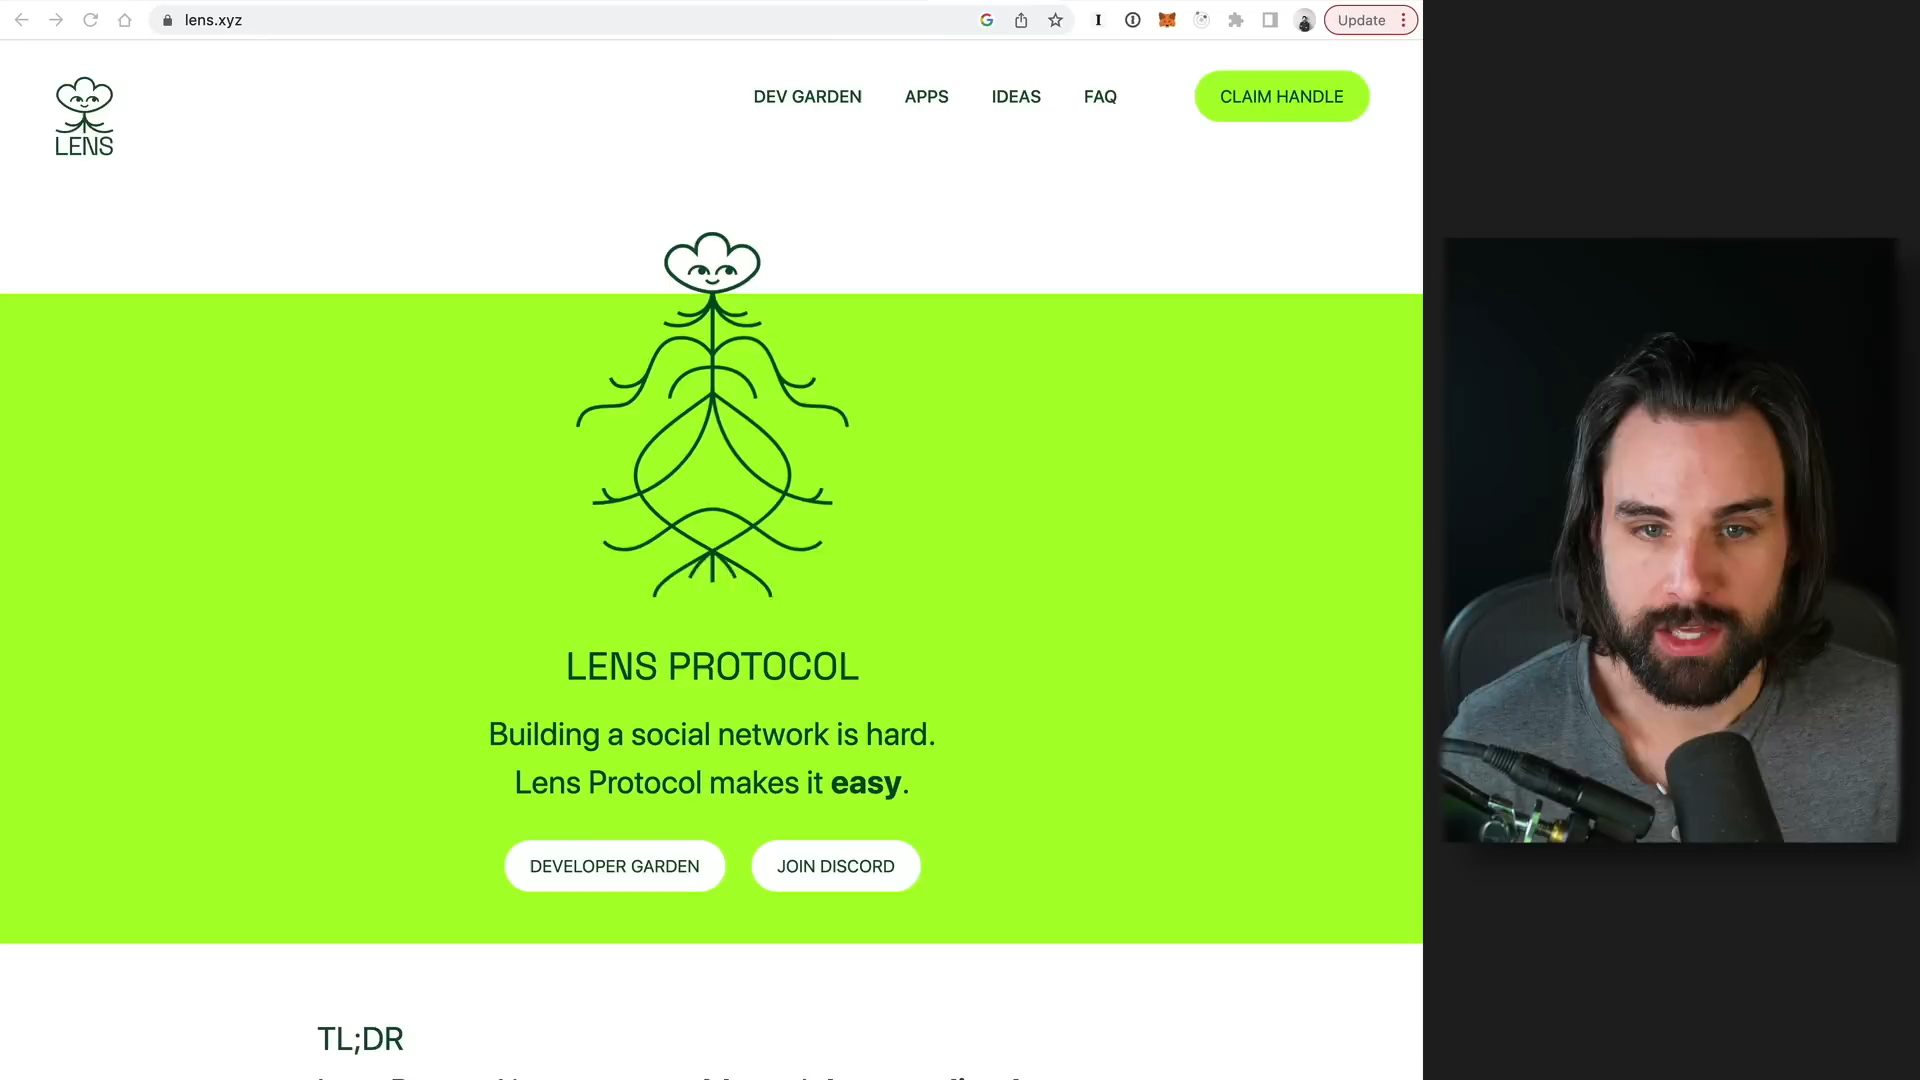 lens.xyz
Update
LENS
DEV GARDEN
APPS
IDEAS
FAQ
CLAIM HANDLE
LENS PROTOCOL
Building a social network is hard.
Lens Protocol makes it easy.
DEVELOPER GARDEN
JOIN DISCORD
TL;DR